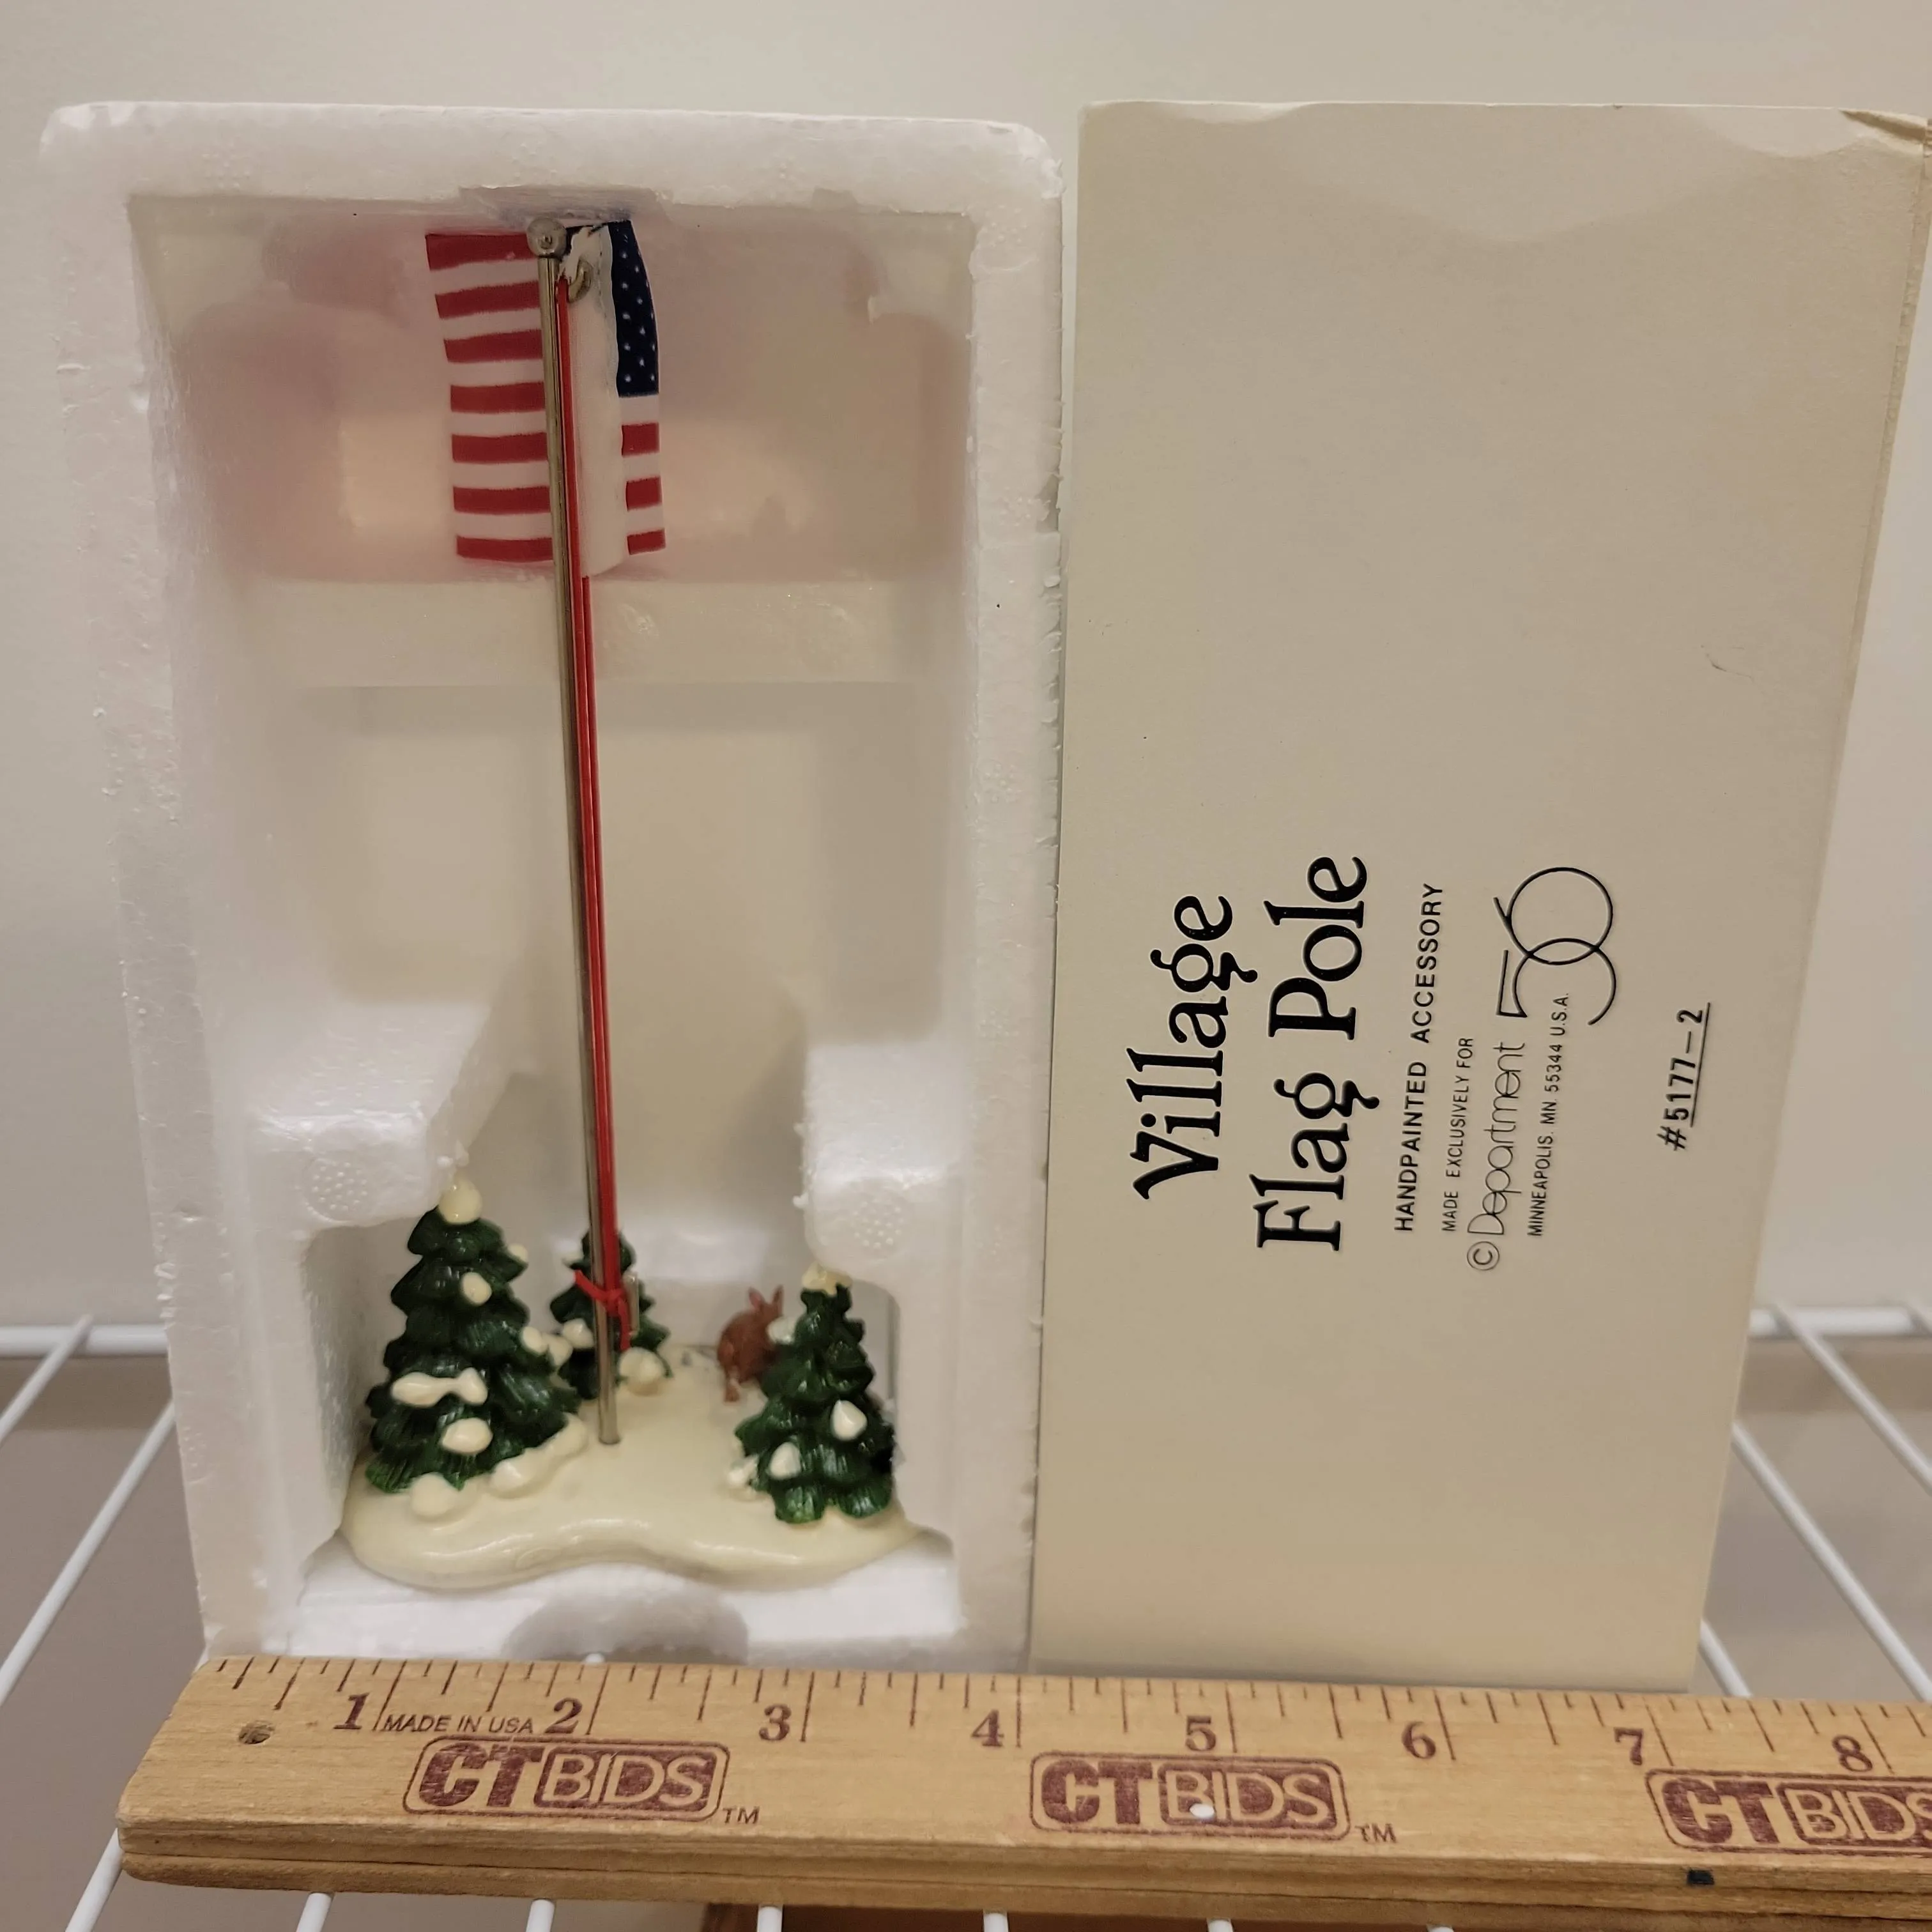 Village
Flag Pole
HANDPAINTED ACCESSORY
MADE EXCLUSIVELY FOR
© Department 56
MINNEAPOLIS. MN 55344 U.S.A.
#5177—2
1 MADE IN USA 2 3 4 5 6 7 8
CTBIDS™ CTBIDS™ CTBIDS